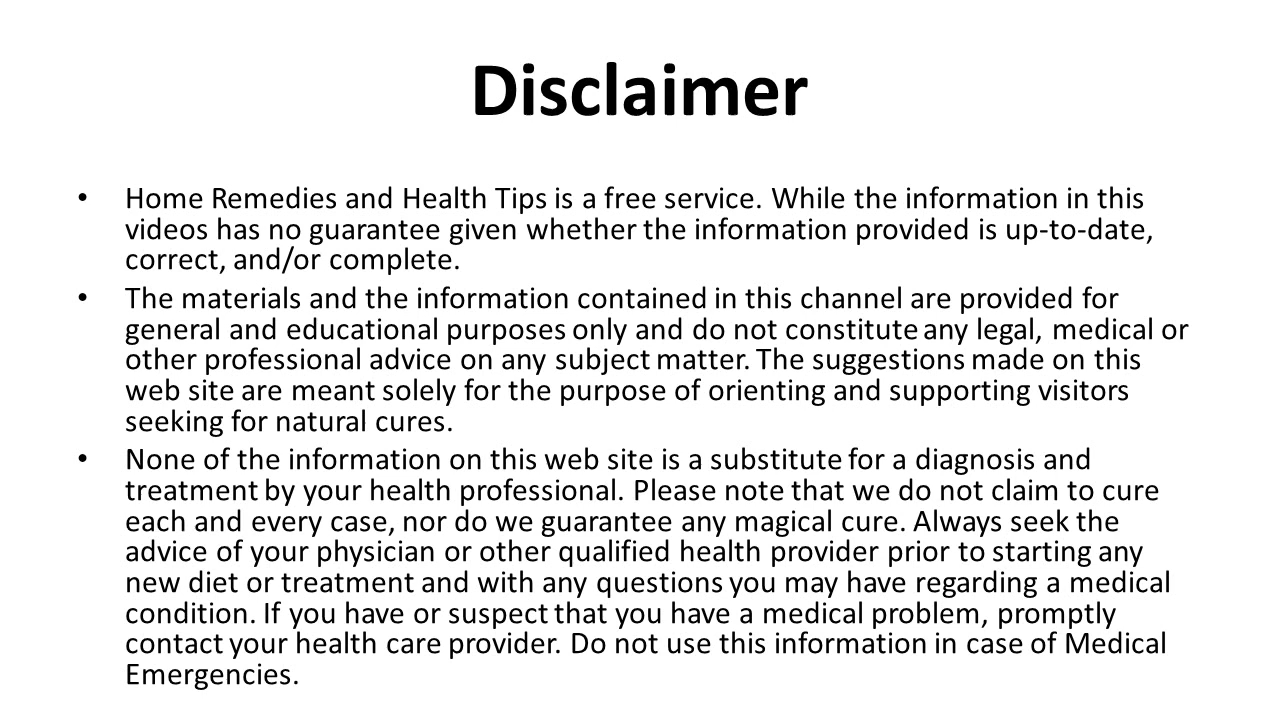 Disclaimer
• Home Remedies and Health Tips is a free service. While the information in this
videos has no guarantee given whether the information provided is up-to-date,
correct, and/or complete.
• The materials and the information contained in this channel are provided for
general and educational purposes only and do not constitute any legal, medical or
other professional advice on any subject matter. The suggestions made on this
web site are meant solely for the purpose of orienting and supporting visitors
seeking for natural cures.
• None of the information on this web site is a substitute for a diagnosis and
treatment by your health professional. Please note that we do not claim to cure
each and every case, nor do we guarantee any magical cure. Always seek the
advice of your physician or other qualified health provider prior to starting any
new diet or treatment and with any questions you may have regarding a medical
condition. If you have or suspect that you have a medical problem, promptly
contact your health care provider. Do not use this information in case of Medical
Emergencies.